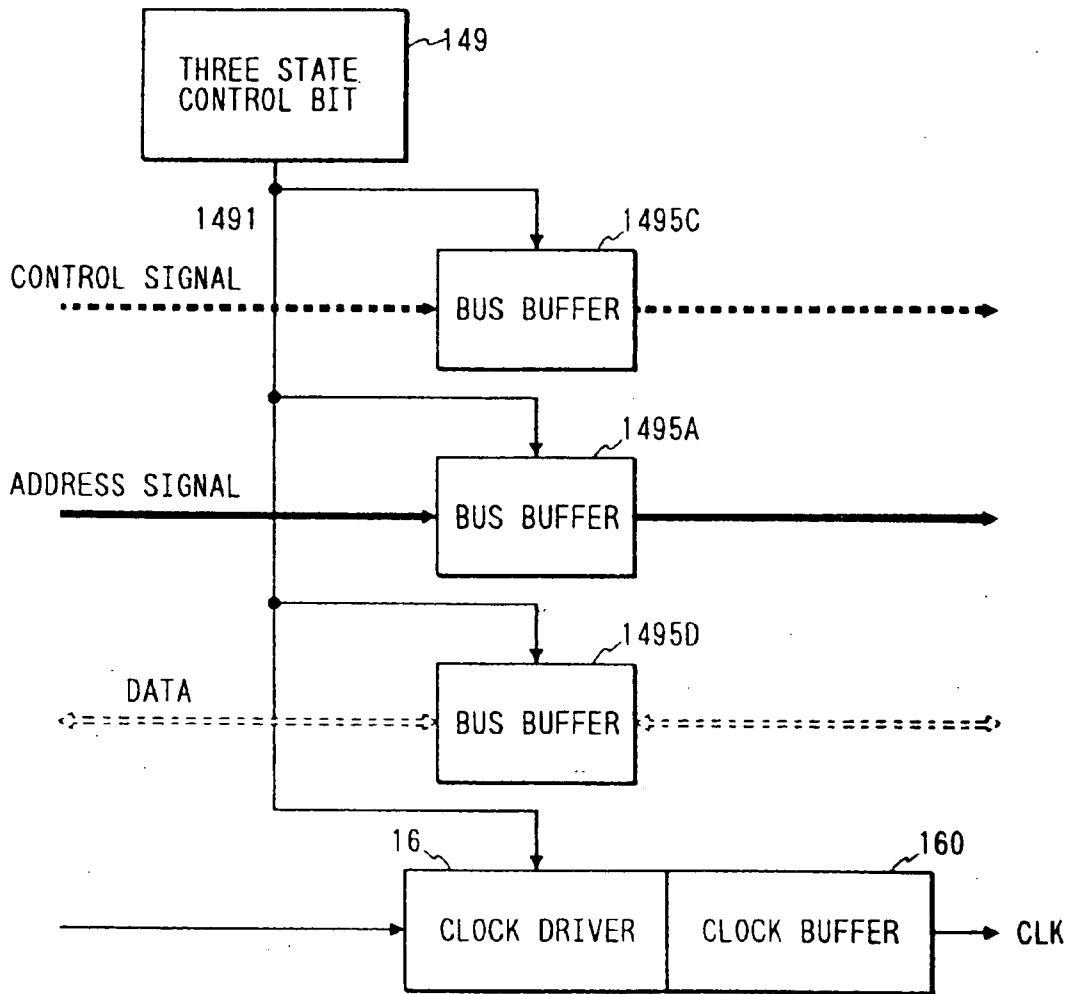 149
THREE STATE
CONTROL BIT
1491
1495C
CONTROL SIGNAL
BUS BUFFER
1495A
ADDRESS SIGNAL
BUS BUFFER
1495D
DATA
BUS BUFFER
16
160
CLOCK DRIVER
CLOCK BUFFER
CLK